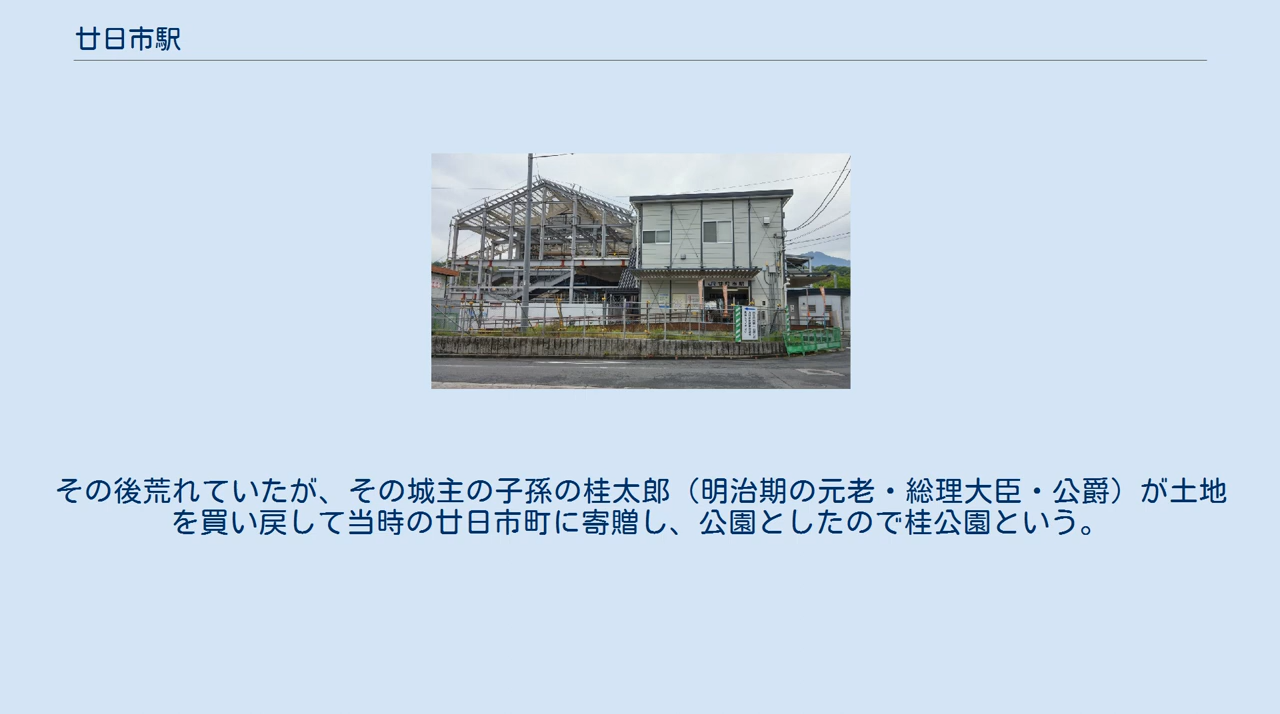 廿日市駅
その後荒れていたが、その城主の子孫の桂太郎（明治期の元老・総理大臣・公爵）が土地
を買い戻して当時の廿日市町に寄贈し、公園としたので桂公園という。